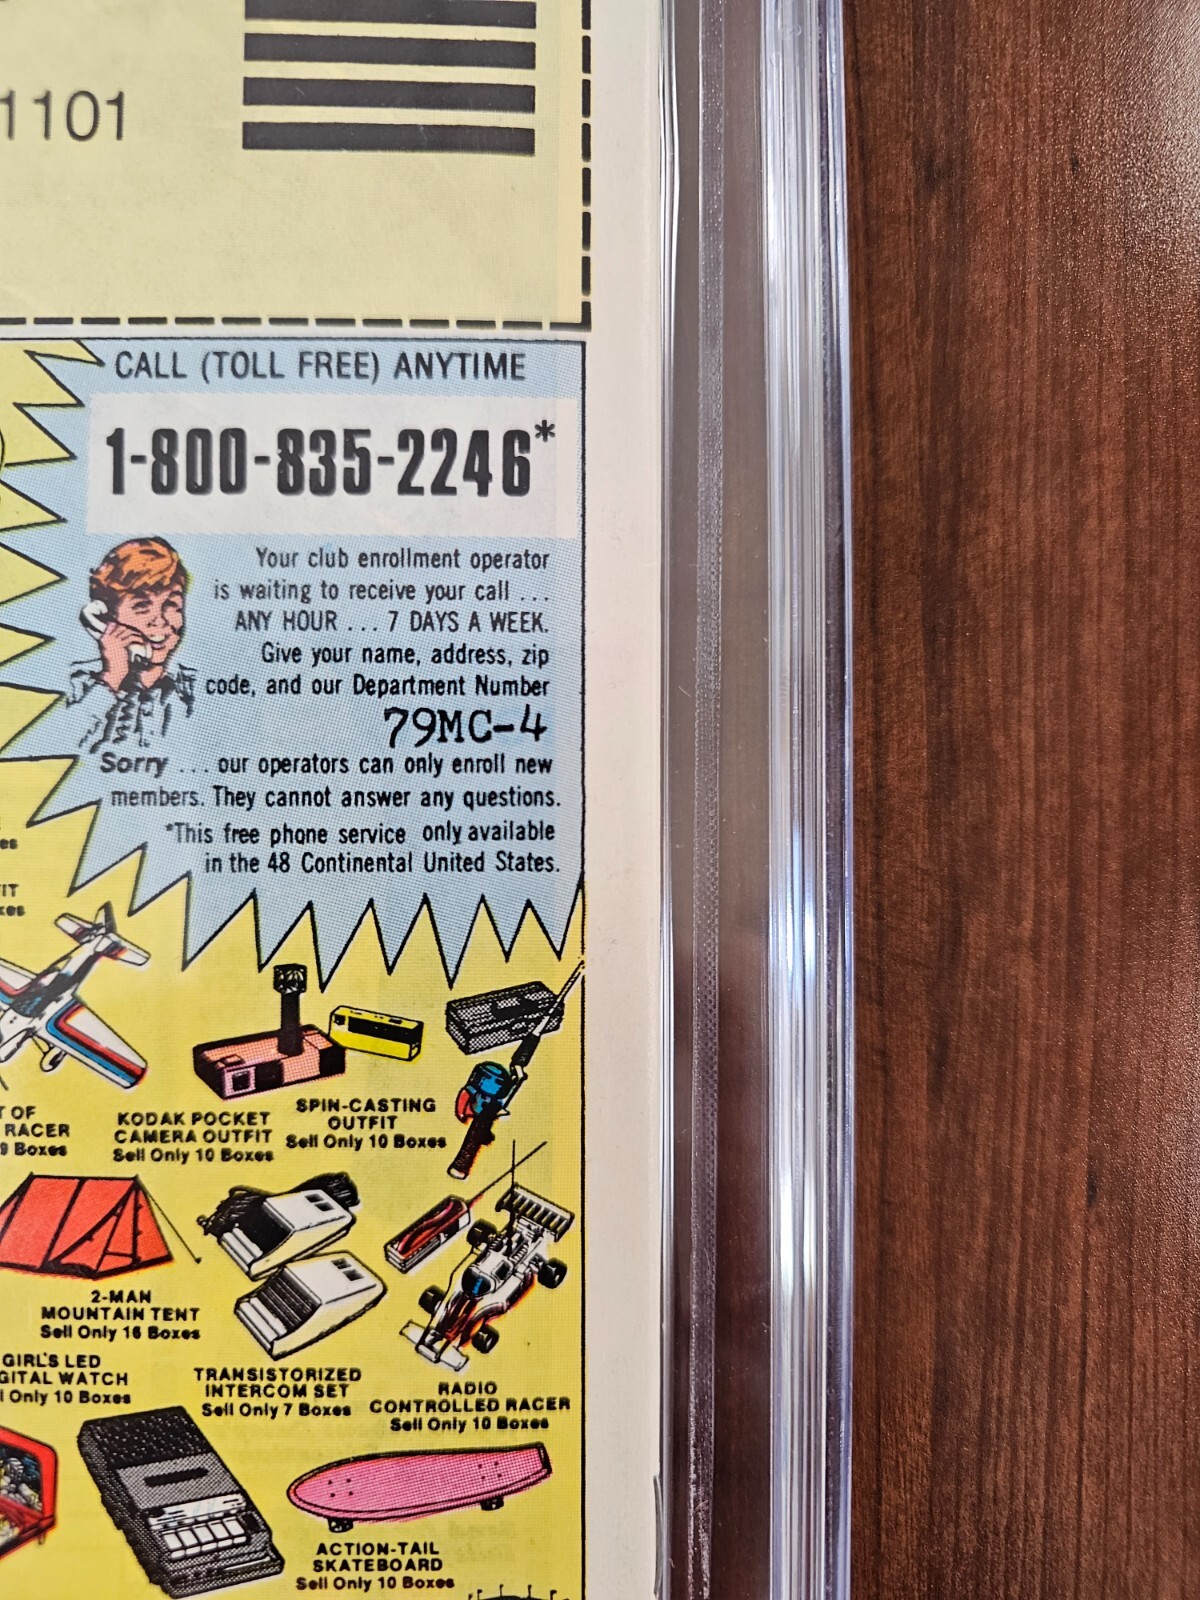 1101
CALL (TOLL FREE) ANYTIME
1-800-835-2246*
Your club enrollment operator
is waiting to receive your call ...
ANY HOUR ... 7 DAYS A WEEK.
Give your name, address, zip
code, and our Department Number
79MC-4
Sorry ... our operators can only enroll new
members. They cannot answer any questions.
*This free phone service only available
in the 48 Continental United States.
OF
RACER
9 Boxes
KODAK POCKET
CAMERA OUTFIT
Sell Only 10 Boxes
SPIN-CASTING
OUTFIT
Sell Only 10 Boxes
2-MAN
MOUNTAIN TENT
Sell Only 16 Boxes
GIRL'S LED
GITAL WATCH
Only 10 Boxes
TRANSISTORIZED
INTERCOM SET
Sell Only 7 Boxes
RADIO
CONTROLLED RACER
Sell Only 10 Boxes
ACTION-TAIL
SKATEBOARD
Sell Only 10 Boxes